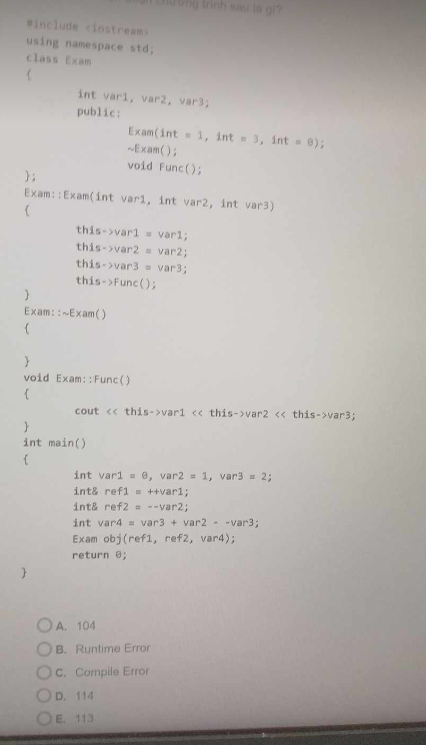 chương trình sau là gì?
#include <iostream>
using namespace std;
class Exam
{
int var1, var2, var3;
public:
Exam(int = 1, int = 3, int = 0);
~Exam();
void Func();
};
Exam::Exam(int var1, int var2, int var3)
{
this->var1 = var1;
this->var2 = var2;
this->var3 = var3;
this->Func();
}
Exam::~Exam()
{
}
void Exam::Func()
{
cout << this->var1 << this->var2 << this->var3;
}
int main()
{
int var1 = 0, var2 = 1, var3 = 2;
int& ref1 = ++var1;
int& ref2 = --var2;
int var4 = var3 + var2 - -var3;
Exam obj(ref1, ref2, var4);
return 0;
}
A. 104
B. Runtime Error
C. Compile Error
D. 114
E. 113